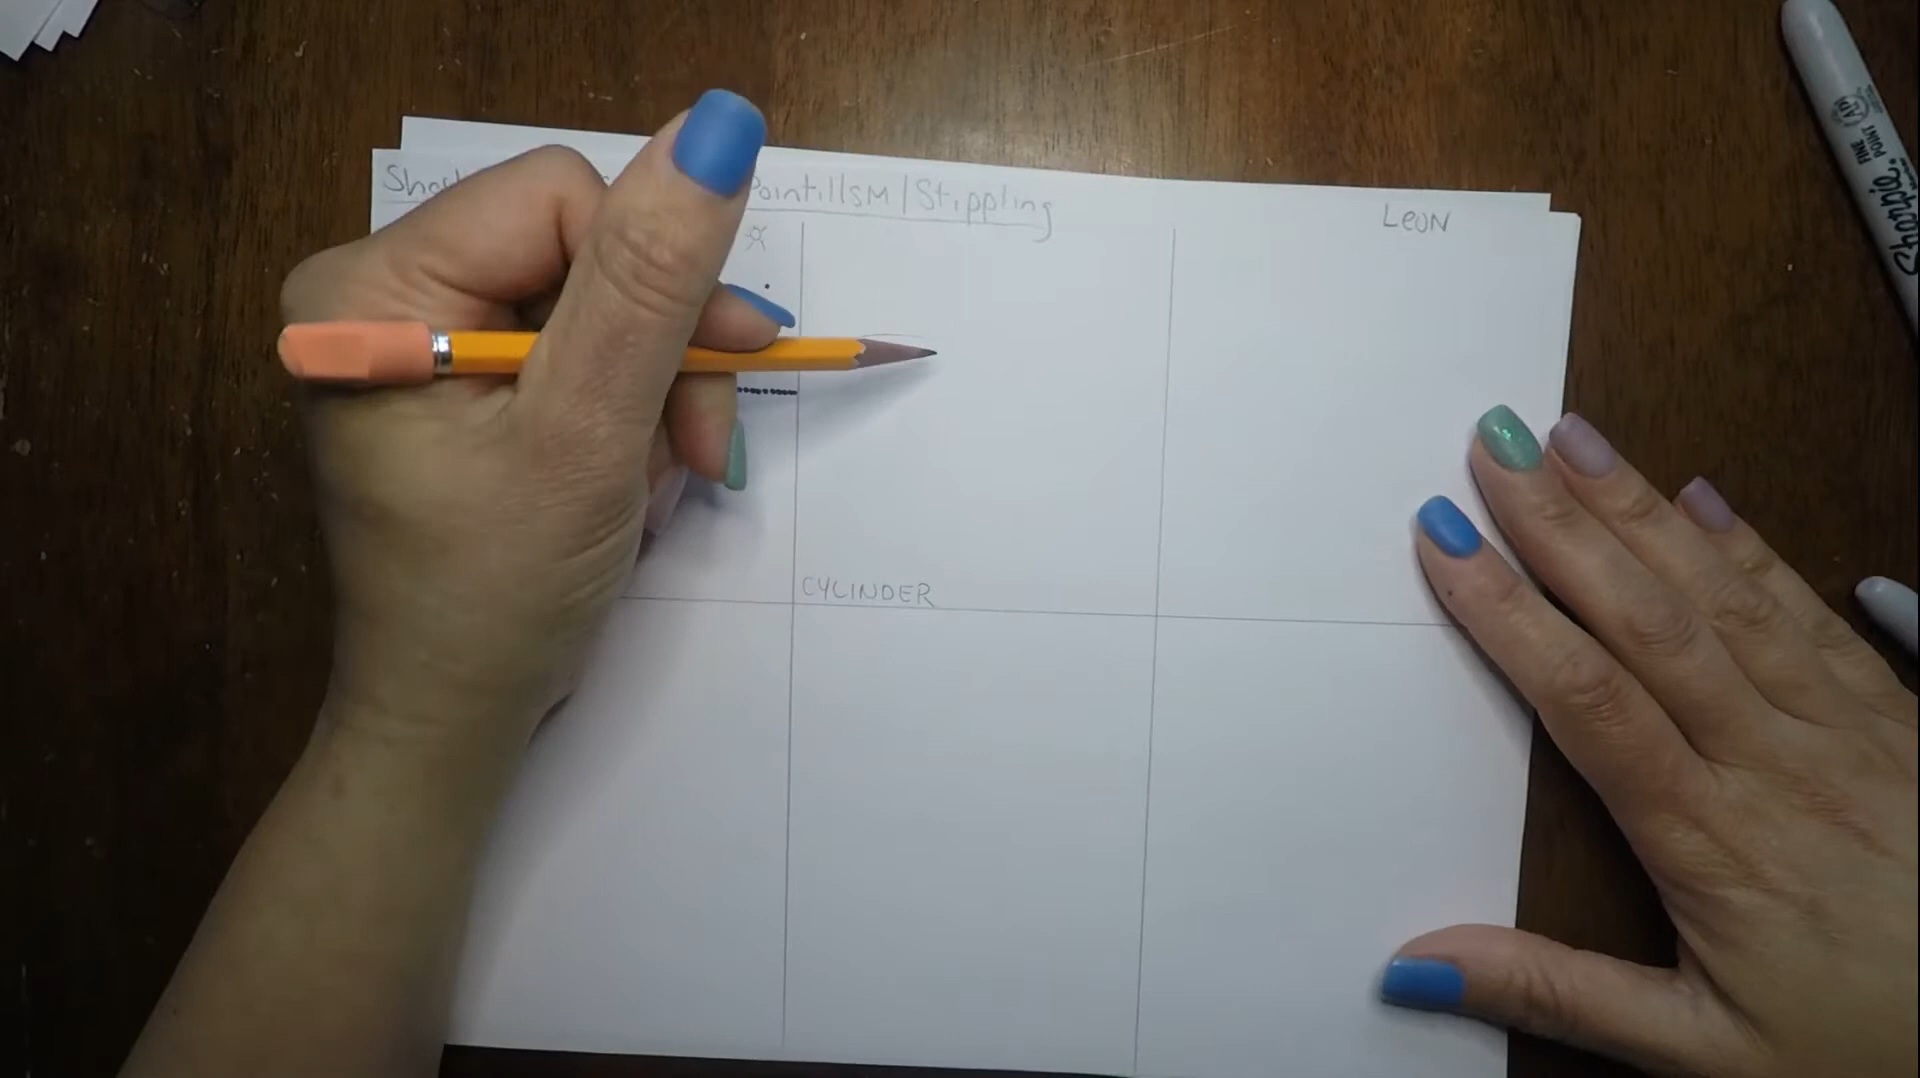 PointillSM | Stippling
LeoN
CYLINDER
Sharpie
FINE POINT